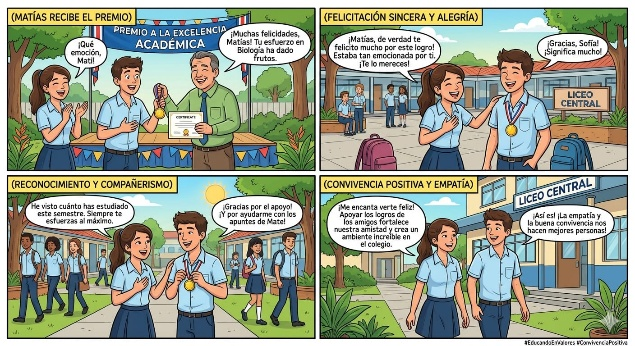 (MATÍAS RECIBE EL PREMIO)
PREMIO A LA EXCELENCIA
ACADÉMICA
¡Qué
emoción,
Mati!
¡Muchas felicidades,
Matías! Tu esfuerzo en
Biología ha dado
frutos.
CERTIFICATE
(FELICITACIÓN SINCERA Y ALEGRÍA)
¡Matías, de verdad te
felicito mucho por este logro!
Estaba tan emocionada por ti.
¡Te lo mereces!
¡Gracias, Sofía!
¡Significa mucho!
LICEO
CENTRAL
(RECONOCIMIENTO Y COMPAÑERISMO)
He visto cuánto has estudiado
este semestre. Siempre te
esfuerzas al máximo.
¡Gracias por el apoyo!
¡Y por ayudarme con los
apuntes de Mate!
(CONVIVENCIA POSITIVA Y EMPATÍA)
LICEO CENTRAL
¡Me encanta verte feliz!
Apoyar los logros de
los amigos fortalece
nuestra amistad y crea un
ambiente increíble en
el colegio.
¡Así es! ¡La empatía y
la buena convivencia nos
hacen mejores personas!
#EducandoEnValores #ConvivenciaPositiva